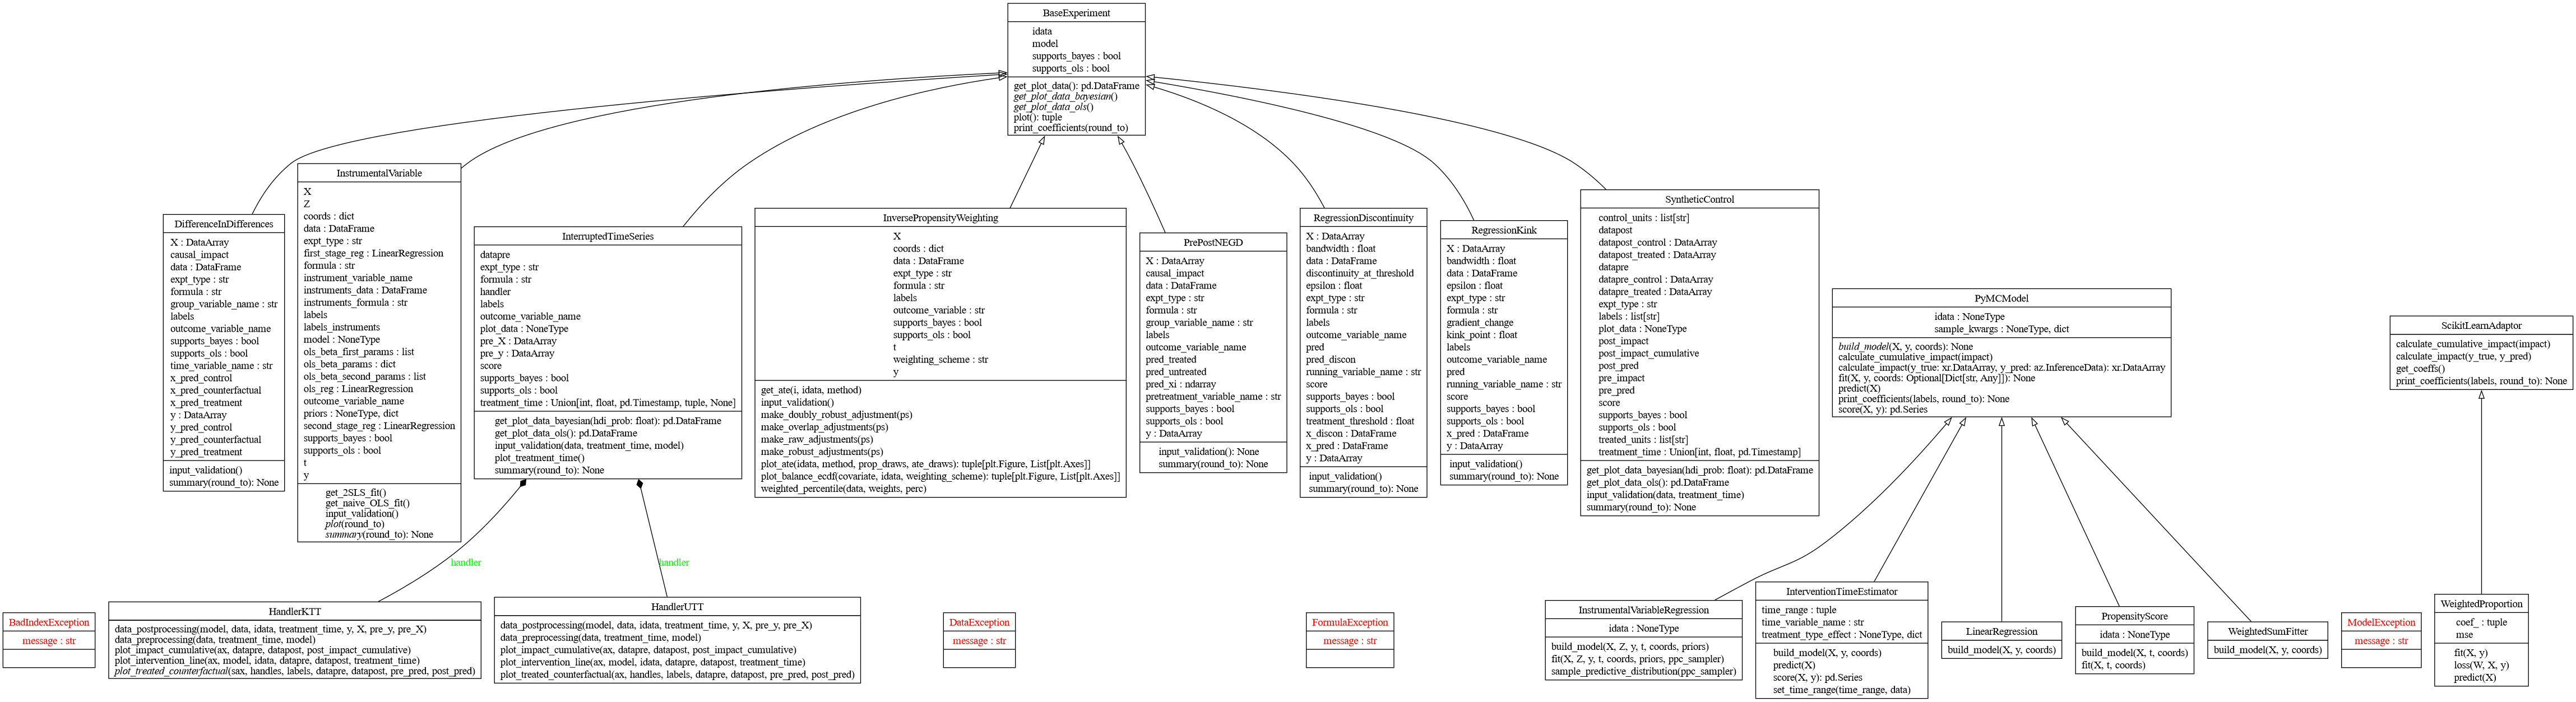 BaseExperiment
idata
model
supports_bayes : bool
supports_ols : bool
get_plot_data(): pd.DataFrame
get_plot_data_bayesian()
get_plot_data_ols()
plot(): tuple
print_coefficients(round_to)
DifferenceInDifferences
X : DataArray
causal_impact
data : DataFrame
expt_type : str
formula : str
group_variable_name : str
labels
outcome_variable_name
supports_bayes : bool
supports_ols : bool
time_variable_name : str
x_pred_control
x_pred_counterfactual
x_pred_treatment
y : DataArray
y_pred_control
y_pred_counterfactual
y_pred_treatment
input_validation()
summary(round_to): None
InstrumentalVariable
X
Z
coords : dict
data : DataFrame
expt_type : str
first_stage_reg : LinearRegression
formula : str
instrument_variable_name
instruments_data : DataFrame
instruments_formula : str
labels
labels_instruments
model : NoneType
ols_beta_first_params : list
ols_beta_params : dict
ols_beta_second_params : list
ols_reg : LinearRegression
outcome_variable_name
priors : NoneType, dict
second_stage_reg : LinearRegression
supports_bayes : bool
supports_ols : bool
t
y
get_2SLS_fit()
get_naive_OLS_fit()
input_validation()
plot(round_to)
summary(round_to): None
InterruptedTimeSeries
datapre
expt_type : str
formula : str
handler
labels
outcome_variable_name
plot_data : NoneType
pre_X : DataArray
pre_y : DataArray
score
supports_bayes : bool
supports_ols : bool
treatment_time : Union[int, float, pd.Timestamp, tuple, None]
get_plot_data_bayesian(hdi_prob: float): pd.DataFrame
get_plot_data_ols(): pd.DataFrame
input_validation(data, treatment_time, model)
plot_treatment_time()
summary(round_to): None
InversePropensityWeighting
X
coords : dict
data : DataFrame
expt_type : str
formula : str
labels
outcome_variable : str
supports_bayes : bool
supports_ols : bool
t
weighting_scheme : str
y
get_ate(i, idata, method)
input_validation()
make_doubly_robust_adjustment(ps)
make_overlap_adjustments(ps)
make_raw_adjustments(ps)
make_robust_adjustments(ps)
plot_ate(idata, method, prop_draws, ate_draws): tuple[plt.Figure, List[plt.Axes]]
plot_balance_ecdf(covariate, idata, weighting_scheme): tuple[plt.Figure, List[plt.Axes]]
weighted_percentile(data, weights, perc)
PrePostNEGD
X : DataArray
causal_impact
data : DataFrame
expt_type : str
formula : str
group_variable_name : str
labels
outcome_variable_name
pred_treated
pred_untreated
pred_xi : ndarray
pretreatment_variable_name : str
supports_bayes : bool
supports_ols : bool
y : DataArray
input_validation(): None
summary(round_to): None
RegressionDiscontinuity
X : DataArray
bandwidth : float
data : DataFrame
discontinuity_at_threshold
epsilon : float
expt_type : str
formula : str
labels
outcome_variable_name
pred
pred_discon
running_variable_name : str
score
supports_bayes : bool
supports_ols : bool
treatment_threshold : float
x_discon : DataFrame
x_pred : DataFrame
y : DataArray
input_validation()
summary(round_to): None
RegressionKink
X : DataArray
bandwidth : float
data : DataFrame
epsilon : float
expt_type : str
formula : str
gradient_change
kink_point : float
labels
outcome_variable_name
pred
running_variable_name : str
score
supports_bayes : bool
supports_ols : bool
x_pred : DataFrame
y : DataArray
input_validation()
summary(round_to): None
SyntheticControl
control_units : list[str]
datapost
datapost_control : DataArray
datapost_treated : DataArray
datapre
datapre_control : DataArray
datapre_treated : DataArray
expt_type : str
labels : list[str]
plot_data : NoneType
post_impact
post_impact_cumulative
post_pred
pre_impact
pre_pred
score
supports_bayes : bool
supports_ols : bool
treated_units : list[str]
treatment_time : Union[int, float, pd.Timestamp]
get_plot_data_bayesian(hdi_prob: float): pd.DataFrame
get_plot_data_ols(): pd.DataFrame
input_validation(data, treatment_time)
summary(round_to): None
PyMCModel
idata : NoneType
sample_kwargs : NoneType, dict
build_model(X, y, coords): None
calculate_cumulative_impact(impact)
calculate_impact(y_true: xr.DataArray, y_pred: az.InferenceData): xr.DataArray
fit(X, y, coords: Optional[Dict[str, Any]]): None
predict(X)
print_coefficients(labels, round_to): None
score(X, y): pd.Series
ScikitLearnAdaptor
calculate_cumulative_impact(impact)
calculate_impact(y_true, y_pred)
get_coeffs()
print_coefficients(labels, round_to): None
handler
handler
BadIndexException
message : str
HandlerKTT
data_postprocessing(model, data, idata, treatment_time, y, X, pre_y, pre_X)
data_preprocessing(data, treatment_time, model)
plot_impact_cumulative(ax, datapre, datapost, post_impact_cumulative)
plot_intervention_line(ax, model, idata, datapre, datapost, treatment_time)
plot_treated_counterfactual(sax, handles, labels, datapre, datapost, pre_pred, post_pred)
HandlerUTT
data_postprocessing(model, data, idata, treatment_time, y, X, pre_y, pre_X)
data_preprocessing(data, treatment_time, model)
plot_impact_cumulative(ax, datapre, datapost, post_impact_cumulative)
plot_intervention_line(ax, model, idata, datapre, datapost, treatment_time)
plot_treated_counterfactual(ax, handles, labels, datapre, datapost, pre_pred, post_pred)
DataException
message : str
FormulaException
message : str
InstrumentalVariableRegression
idata : NoneType
build_model(X, Z, y, t, coords, priors)
fit(X, Z, y, t, coords, priors, ppc_sampler)
sample_predictive_distribution(ppc_sampler)
InterventionTimeEstimator
time_range : tuple
time_variable_name : str
treatment_type_effect : NoneType, dict
build_model(X, y, coords)
predict(X)
score(X, y): pd.Series
set_time_range(time_range, data)
LinearRegression
build_model(X, y, coords)
PropensityScore
idata : NoneType
build_model(X, t, coords)
fit(X, t, coords)
WeightedSumFitter
build_model(X, y, coords)
ModelException
message : str
WeightedProportion
coef_ : tuple
mse
fit(X, y)
loss(W, X, y)
predict(X)